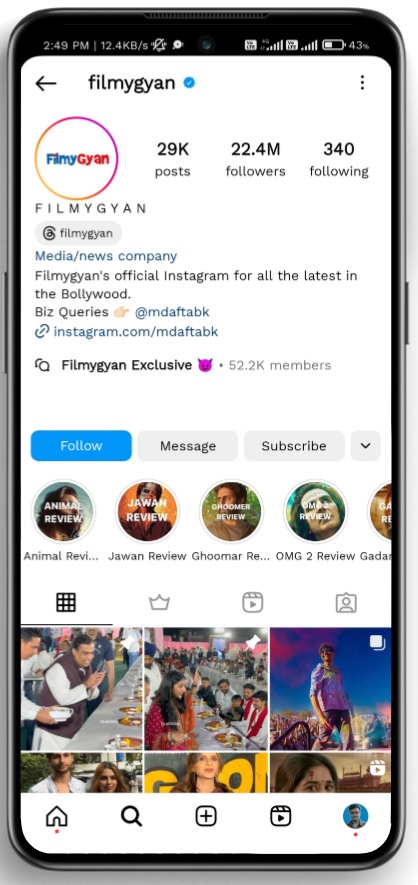 2:49 PM | 12.4KB/s
43%
filmygyan
FilmyGyan
29K 22.4M 340
posts followers following
FILMYGYAN
filmygyan
Media/news company
Filmygyan's official Instagram for all the latest in
the Bollywood.
Biz Queries 👉🏻 @mdaftabk
instagram.com/mdaftabk
Filmygyan Exclusive 😈 • 52.2K members
Follow Message Subscribe
ANIMAL
REVIEW
JAWAN
REVIEW
GHOOMER
REVIEW
OMG 2
REVIEW
GA
RE
Animal Revi... Jawan Review Ghoomar Re... OMG 2 Review Gadar